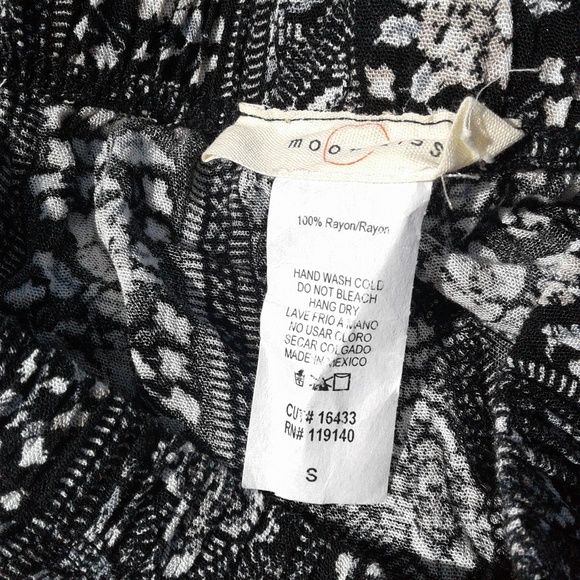 100% Rayon/Rayon
HAND WASH COLD
DO NOT BLEACH
HANG DRY
LAVE FRIO A MANO
NO USAR CLORO
SECAR COLGADO
MADE IN MEXICO
CUT# 16433
RN# 119140
S